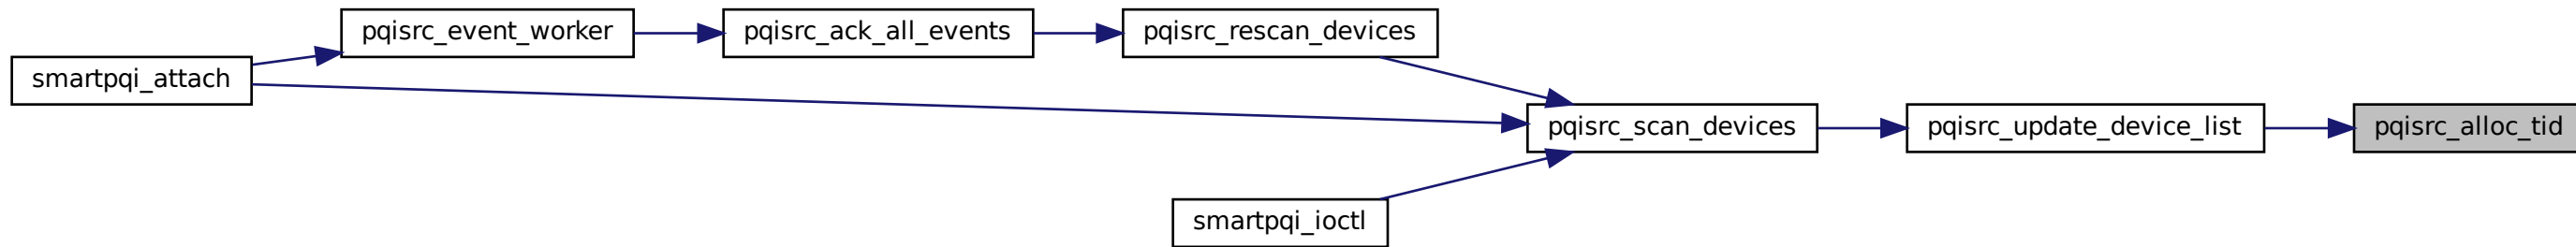 pqisrc_event_worker
pqisrc_ack_all_events
pqisrc_rescan_devices
smartpqi_attach
pqisrc_scan_devices
pqisrc_update_device_list
pqisrc_alloc_tid
smartpqi_ioctl